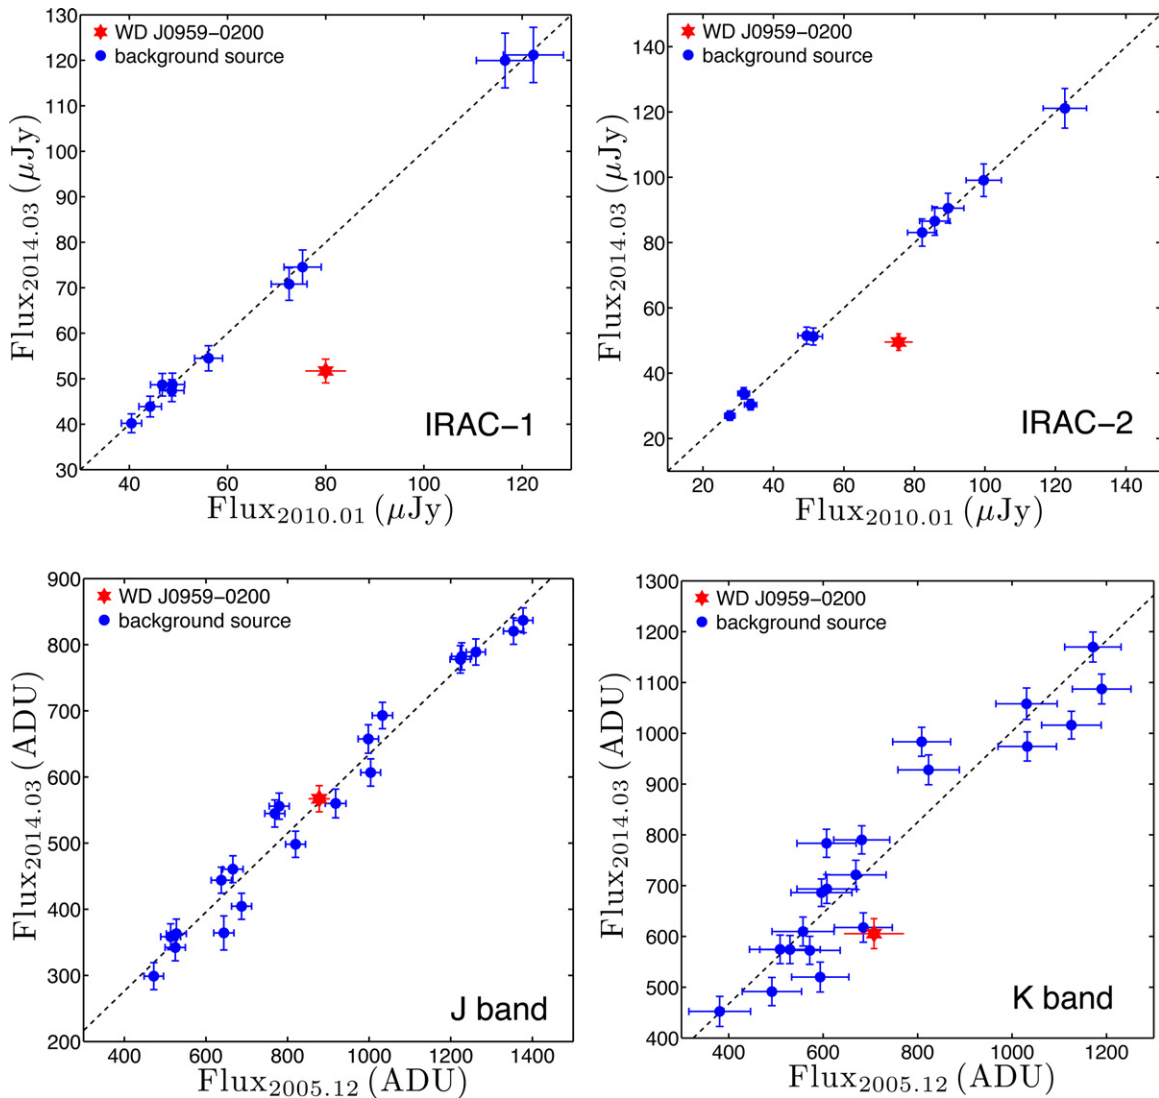 WD J0959−0200
background source
130
120
110
100
90
80
70
60
50
40
30
40 60 80 100 120
Flux2014.03 (μJy)
Flux2010.01 (μJy)
IRAC−1
WD J0959−0200
background source
140
120
100
80
60
40
20
20 40 60 80 100 120 140
Flux2014.03 (μJy)
Flux2010.01 (μJy)
IRAC−2
WD J0959−0200
background source
900
800
700
600
500
400
300
200
400 600 800 1000 1200 1400
Flux2014.03 (ADU)
Flux2005.12 (ADU)
J band
WD J0959−0200
background source
1300
1200
1100
1000
900
800
700
600
500
400
400 600 800 1000 1200
Flux2014.03 (ADU)
Flux2005.12 (ADU)
K band